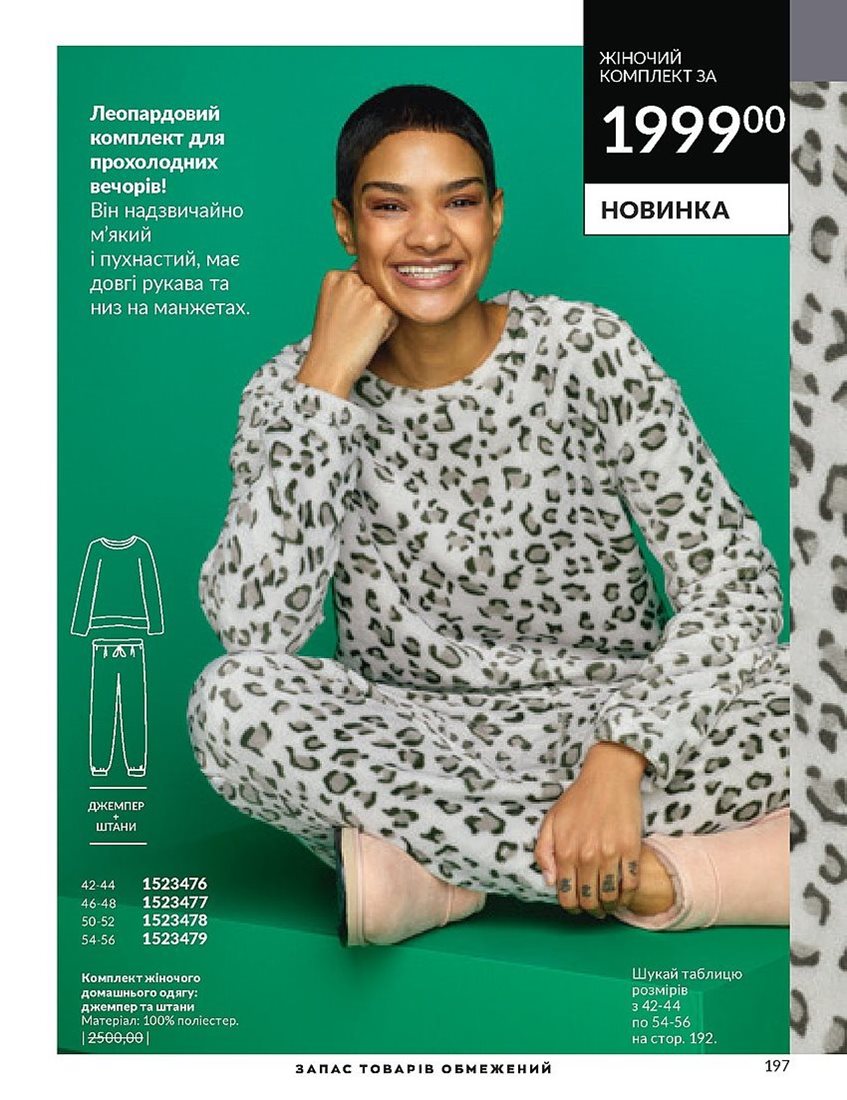 ЖІНОЧИЙ
КОМПЛЕКТ ЗА
1999⁰⁰
НОВИНКА
Леопардовий
комплект для
прохолодних
вечорів!
Він надзвичайно
м'який
і пухнастий, має
довгі рукава та
низ на манжетах.
ДЖЕМПЕР
+
ШТАНИ
42-44 1523476
46-48 1523477
50-52 1523478
54-56 1523479
Комплект жіночого
домашнього одягу:
джемпер та штани
Матеріал: 100% поліестер.
| 2500,00 |
Шукай таблицю
розмірів
з 42-44
по 54-56
на стор. 192.
ЗАПАС ТОВАРІВ ОБМЕЖЕНИЙ
197